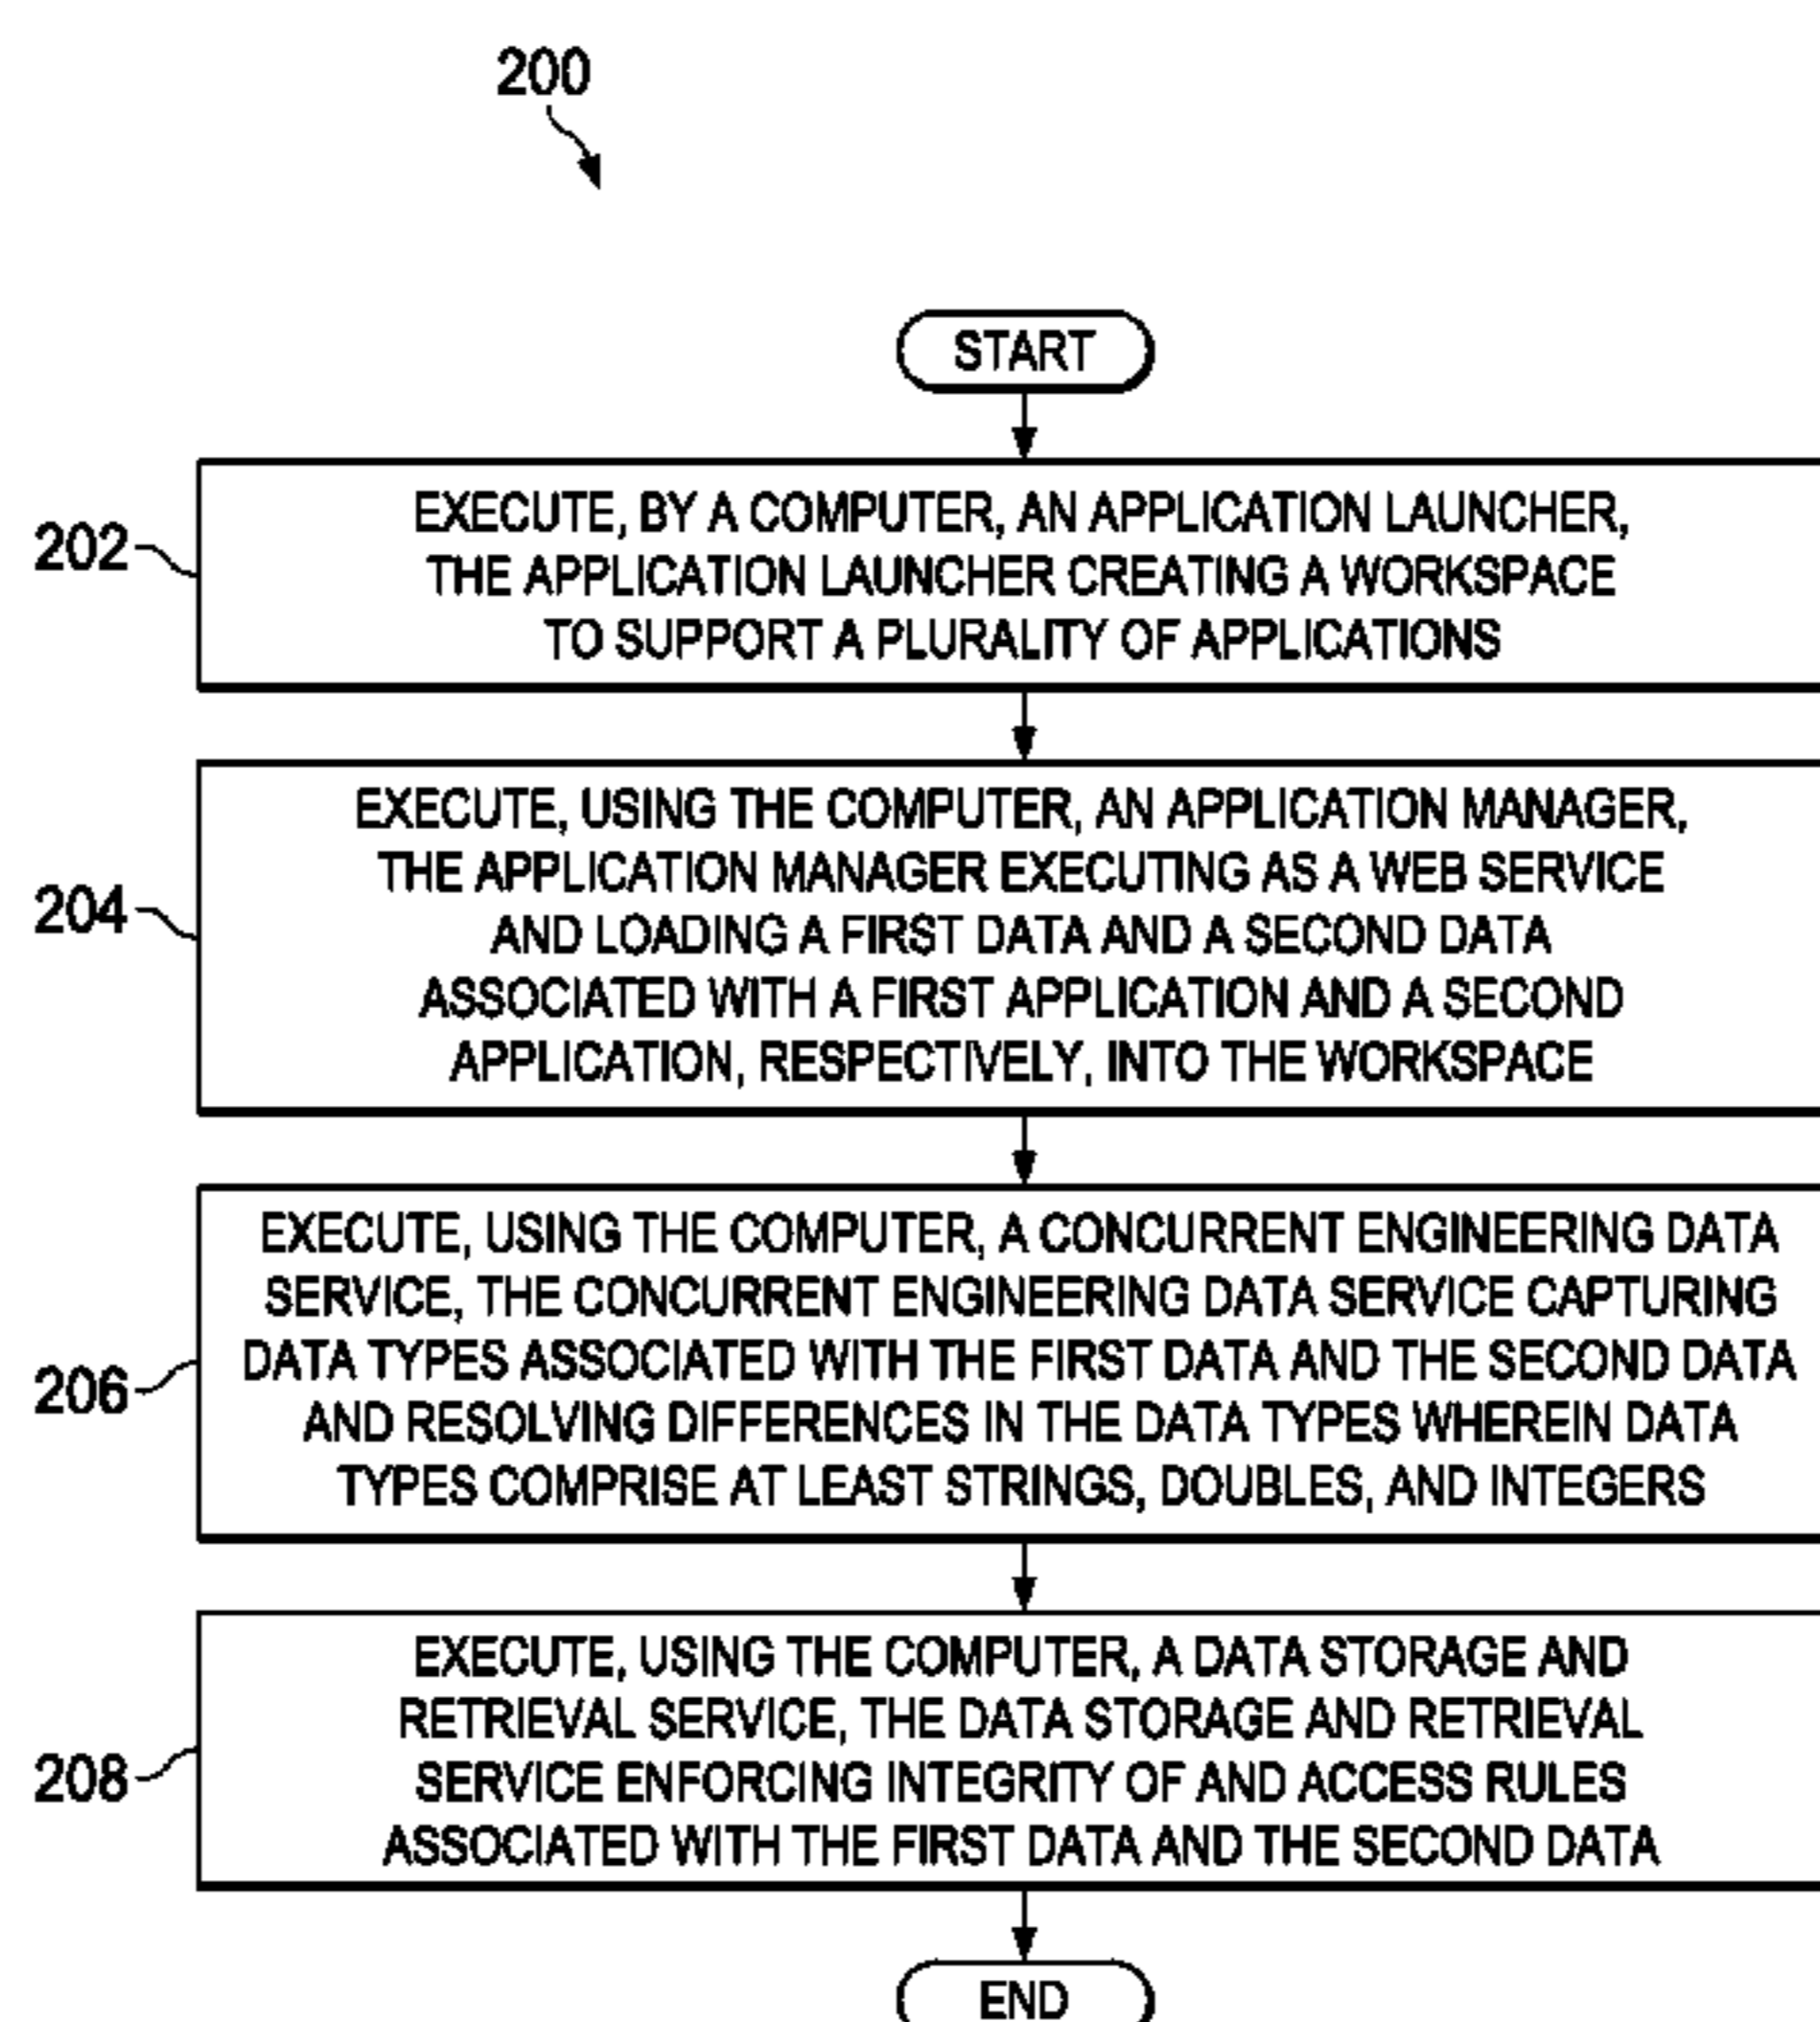 200
START
202
EXECUTE, BY A COMPUTER, AN APPLICATION LAUNCHER,
THE APPLICATION LAUNCHER CREATING A WORKSPACE
TO SUPPORT A PLURALITY OF APPLICATIONS
204
EXECUTE, USING THE COMPUTER, AN APPLICATION MANAGER,
THE APPLICATION MANAGER EXECUTING AS A WEB SERVICE
AND LOADING A FIRST DATA AND A SECOND DATA
ASSOCIATED WITH A FIRST APPLICATION AND A SECOND
APPLICATION, RESPECTIVELY, INTO THE WORKSPACE
206
EXECUTE, USING THE COMPUTER, A CONCURRENT ENGINEERING DATA
SERVICE, THE CONCURRENT ENGINEERING DATA SERVICE CAPTURING
DATA TYPES ASSOCIATED WITH THE FIRST DATA AND THE SECOND DATA
AND RESOLVING DIFFERENCES IN THE DATA TYPES WHEREIN DATA
TYPES COMPRISE AT LEAST STRINGS, DOUBLES, AND INTEGERS
208
EXECUTE, USING THE COMPUTER, A DATA STORAGE AND
RETRIEVAL SERVICE, THE DATA STORAGE AND RETRIEVAL
SERVICE ENFORCING INTEGRITY OF AND ACCESS RULES
ASSOCIATED WITH THE FIRST DATA AND THE SECOND DATA
END